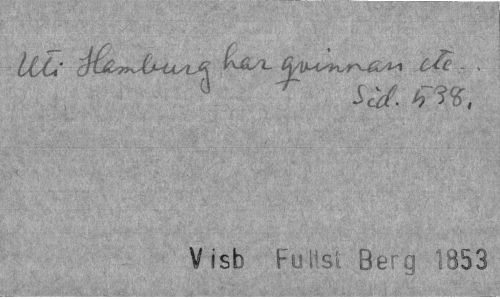 Uti Hamburg har qvinnan etc...
Sid. 538.
Visb Fullst Berg 1853